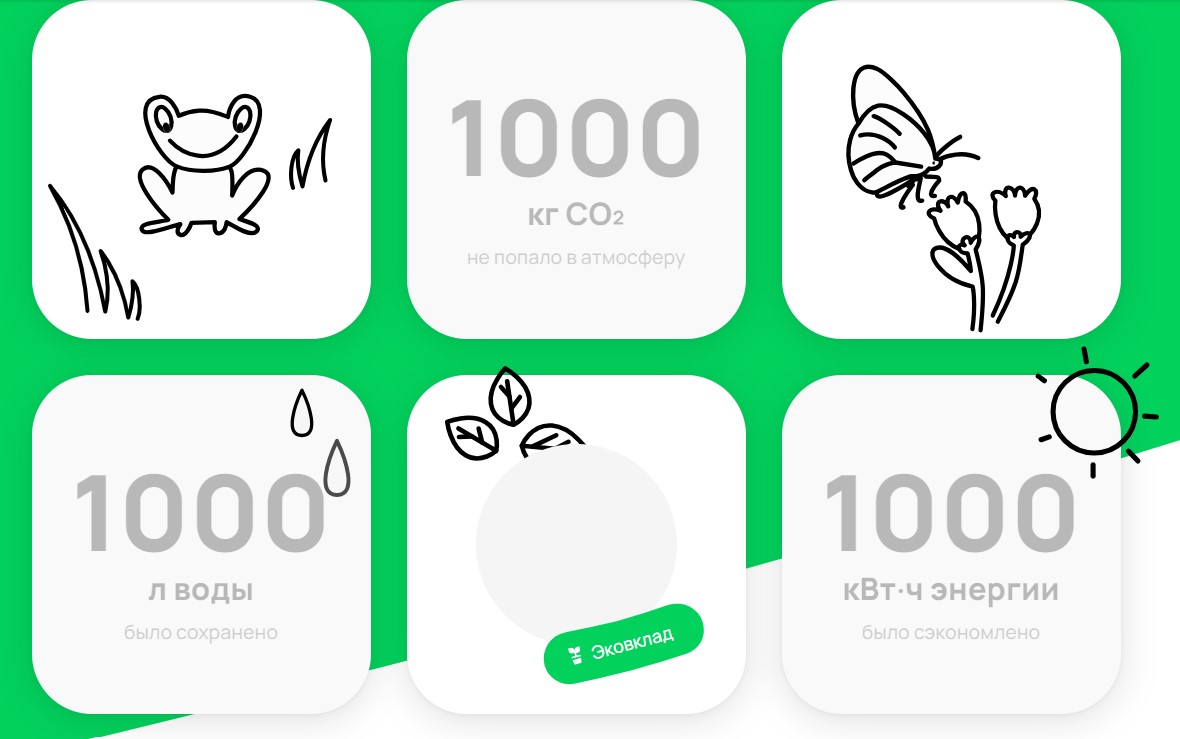 1000
кг CO₂
не попало в атмосферу
1000
л воды
было сохранено
Эковклад
1000
кВт·ч энергии
было сэкономлено